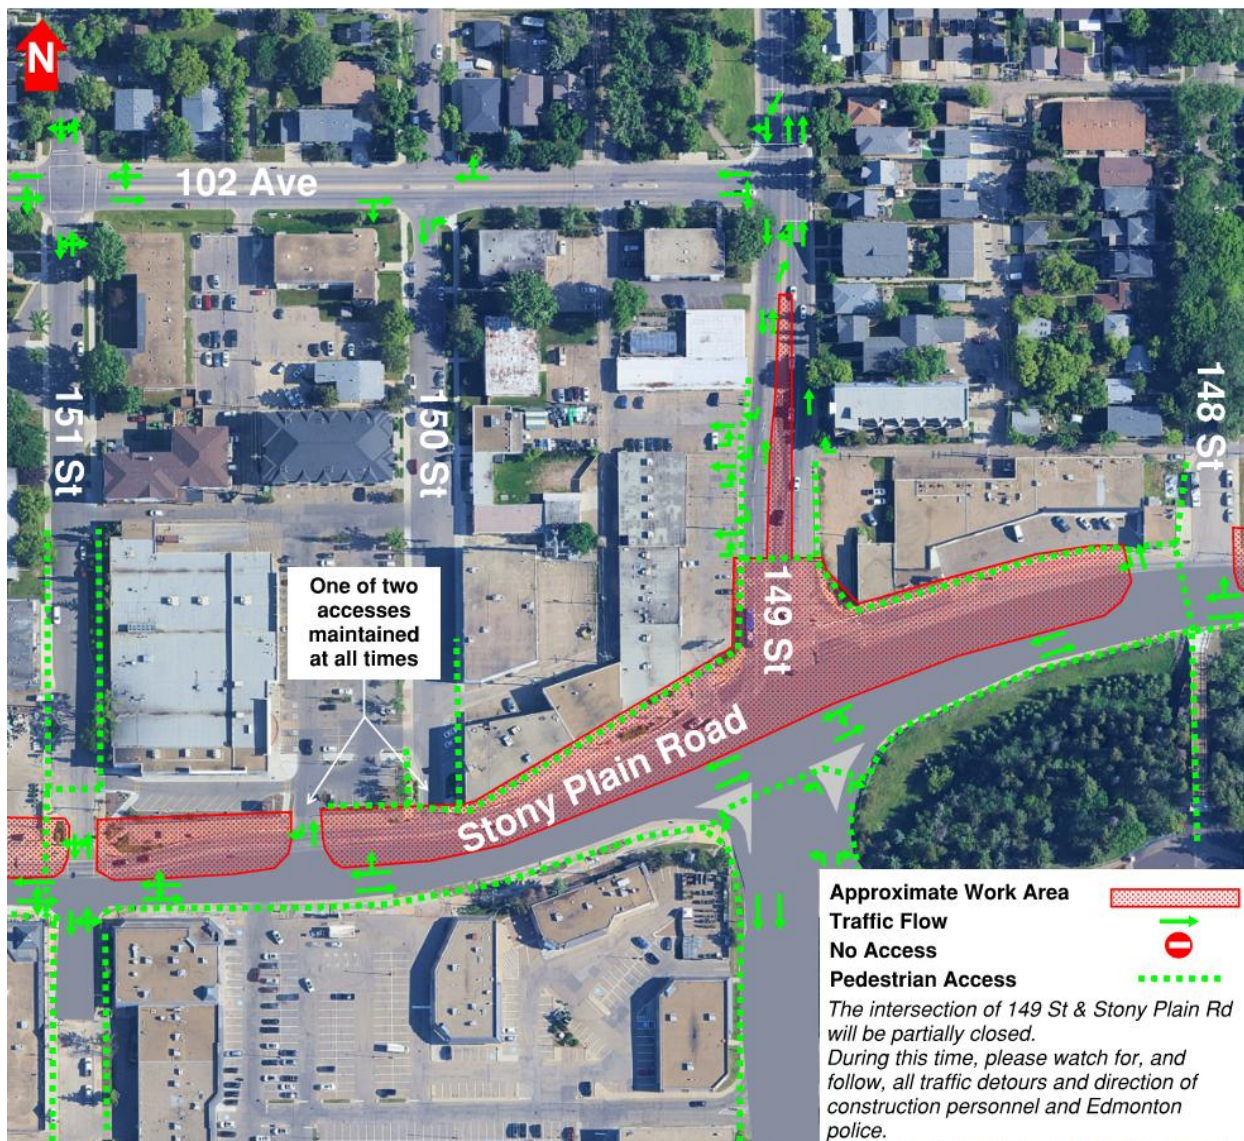 N
102 Ave
151 St
150 St
148 St
One of two
accesses
maintained
at all times
149 St
Stony Plain Road
Approximate Work Area
Traffic Flow
No Access
Pedestrian Access
The intersection of 149 St & Stony Plain Rd
will be partially closed.
During this time, please watch for, and
follow, all traffic detours and direction of
construction personnel and Edmonton
police.